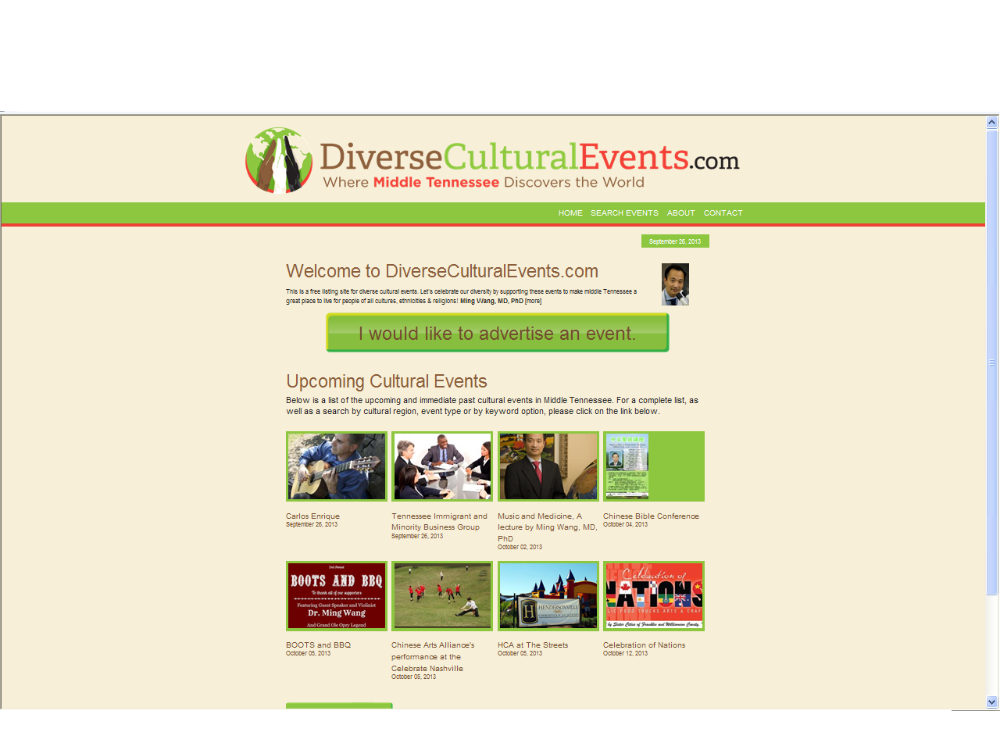 DiverseCulturalEvents.com
Where Middle Tennessee Discovers the World
HOME SEARCH EVENTS ABOUT CONTACT
September 26, 2013
Welcome to DiverseCulturalEvents.com
This is a free listing site for diverse cultural events. Let's celebrate our diversity by supporting these events to make middle Tennessee a
great place to live for people of all cultures, ethnicities & religions! Ming Wang, MD, PhD [more]
I would like to advertise an event.
Upcoming Cultural Events
Below is a list of the upcoming and immediate past cultural events in Middle Tennessee. For a complete list, as
well as a search by cultural region, event type or by keyword option, please click on the link below.
Carlos Enrique
September 26, 2013
Tennessee Immigrant and
Minority Business Group
September 26, 2013
Music and Medicine, A
lecture by Ming Wang, MD,
PhD
October 02, 2013
Chinese Bible Conference
October 04, 2013
2nd Annual
BOOTS AND BBQ
To thank all of our supporters
Featuring Guest Speaker and Violinist
Dr. Ming Wang
And Grand Ole Opry Legend
BOOTS and BBQ
October 05, 2013
Chinese Arts Alliance's
performance at the
Celebrate Nashville
October 05, 2013
H
HENDERSONVILLE
CHRISTIAN ACADEMY
HCA at The Streets
October 05, 2013
Celebration of
NATIONS
SIC FOOD TRUCKS ARTS & CRAF
by Sister Cities of Franklin and Williamson County,
Celebration of Nations
October 12, 2013